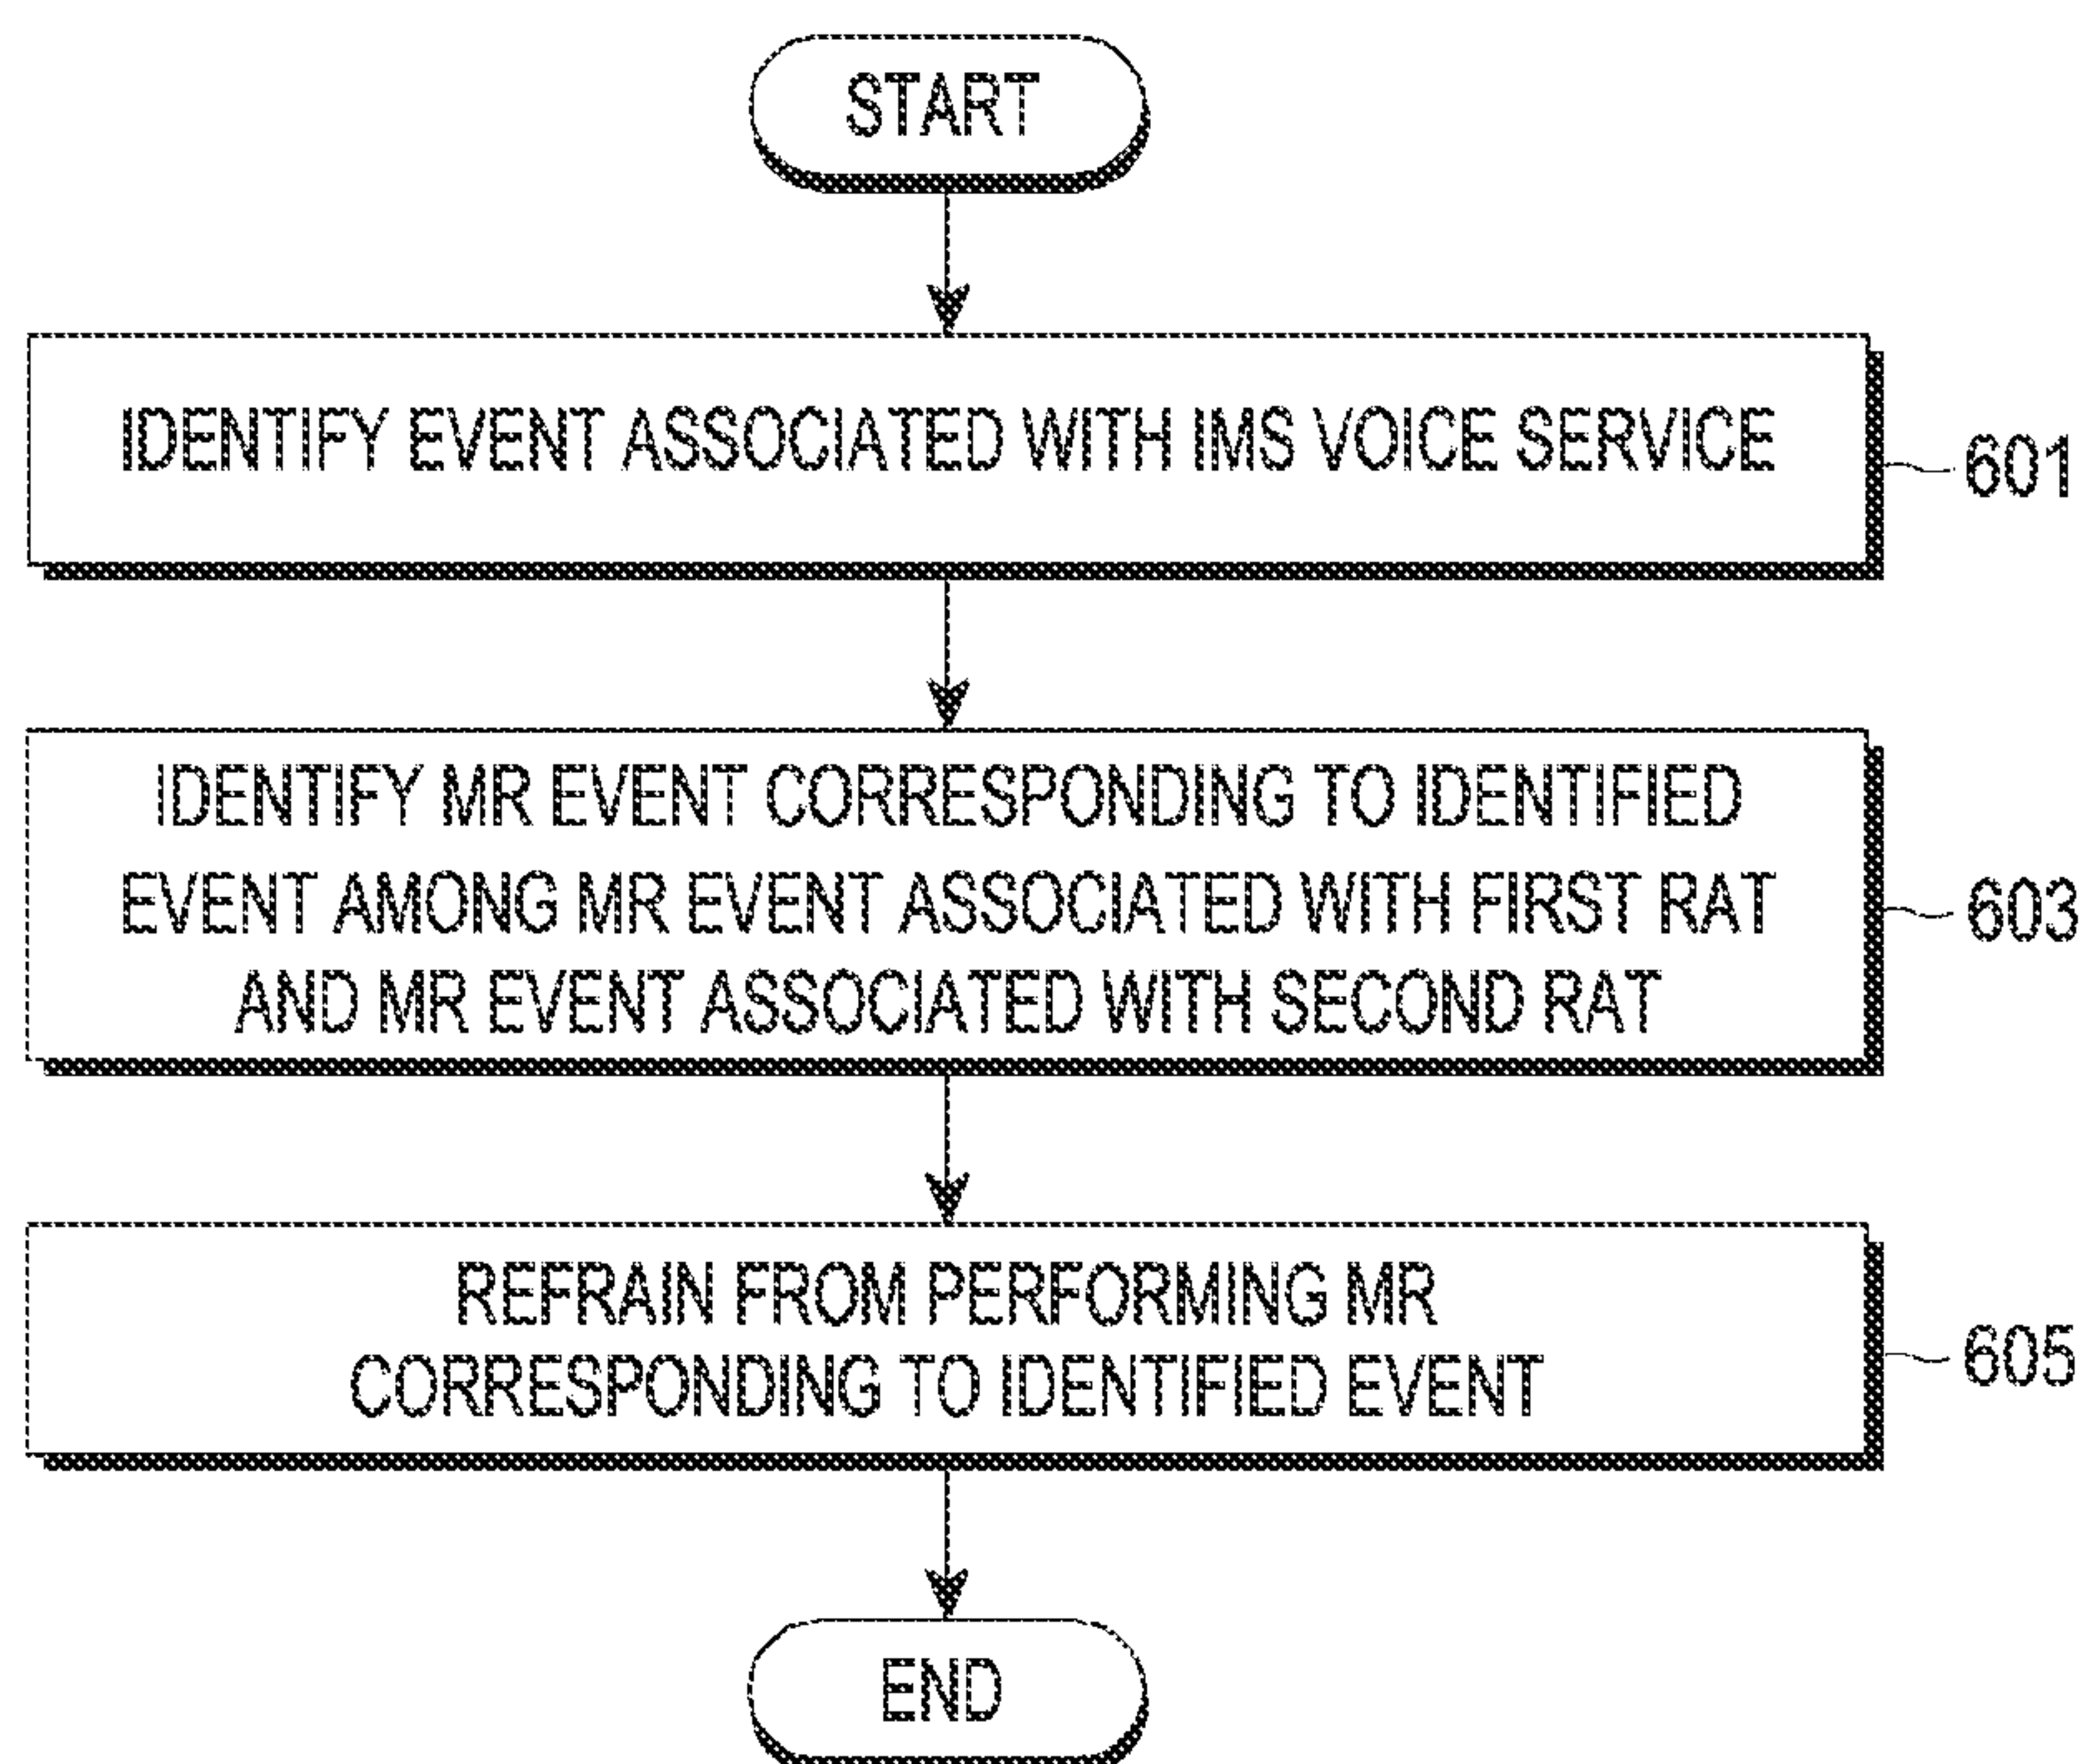 START
IDENTIFY EVENT ASSOCIATED WITH IMS VOICE SERVICE
601
IDENTIFY MR EVENT CORRESPONDING TO IDENTIFIED
EVENT AMONG MR EVENT ASSOCIATED WITH FIRST RAT
AND MR EVENT ASSOCIATED WITH SECOND RAT
603
REFRAIN FROM PERFORMING MR
CORRESPONDING TO IDENTIFIED EVENT
605
END